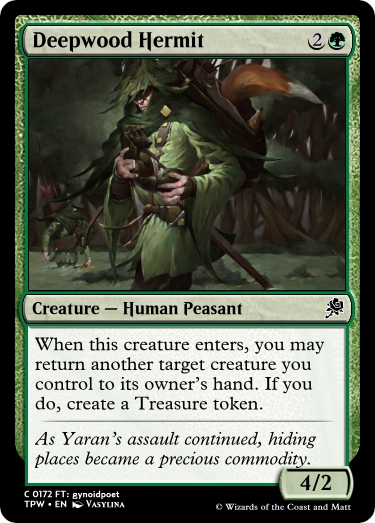 Deepwood Hermit 2
Creature — Human Peasant
When this creature enters, you may
return another target creature you
control to its owner's hand. If you
do, create a Treasure token.
As Yaran's assault continued, hiding
places became a precious commodity.
4/2
C 0172 FT: gynoidpoet
TPW • EN Vasylina
© Wizards of the Coast and Matt